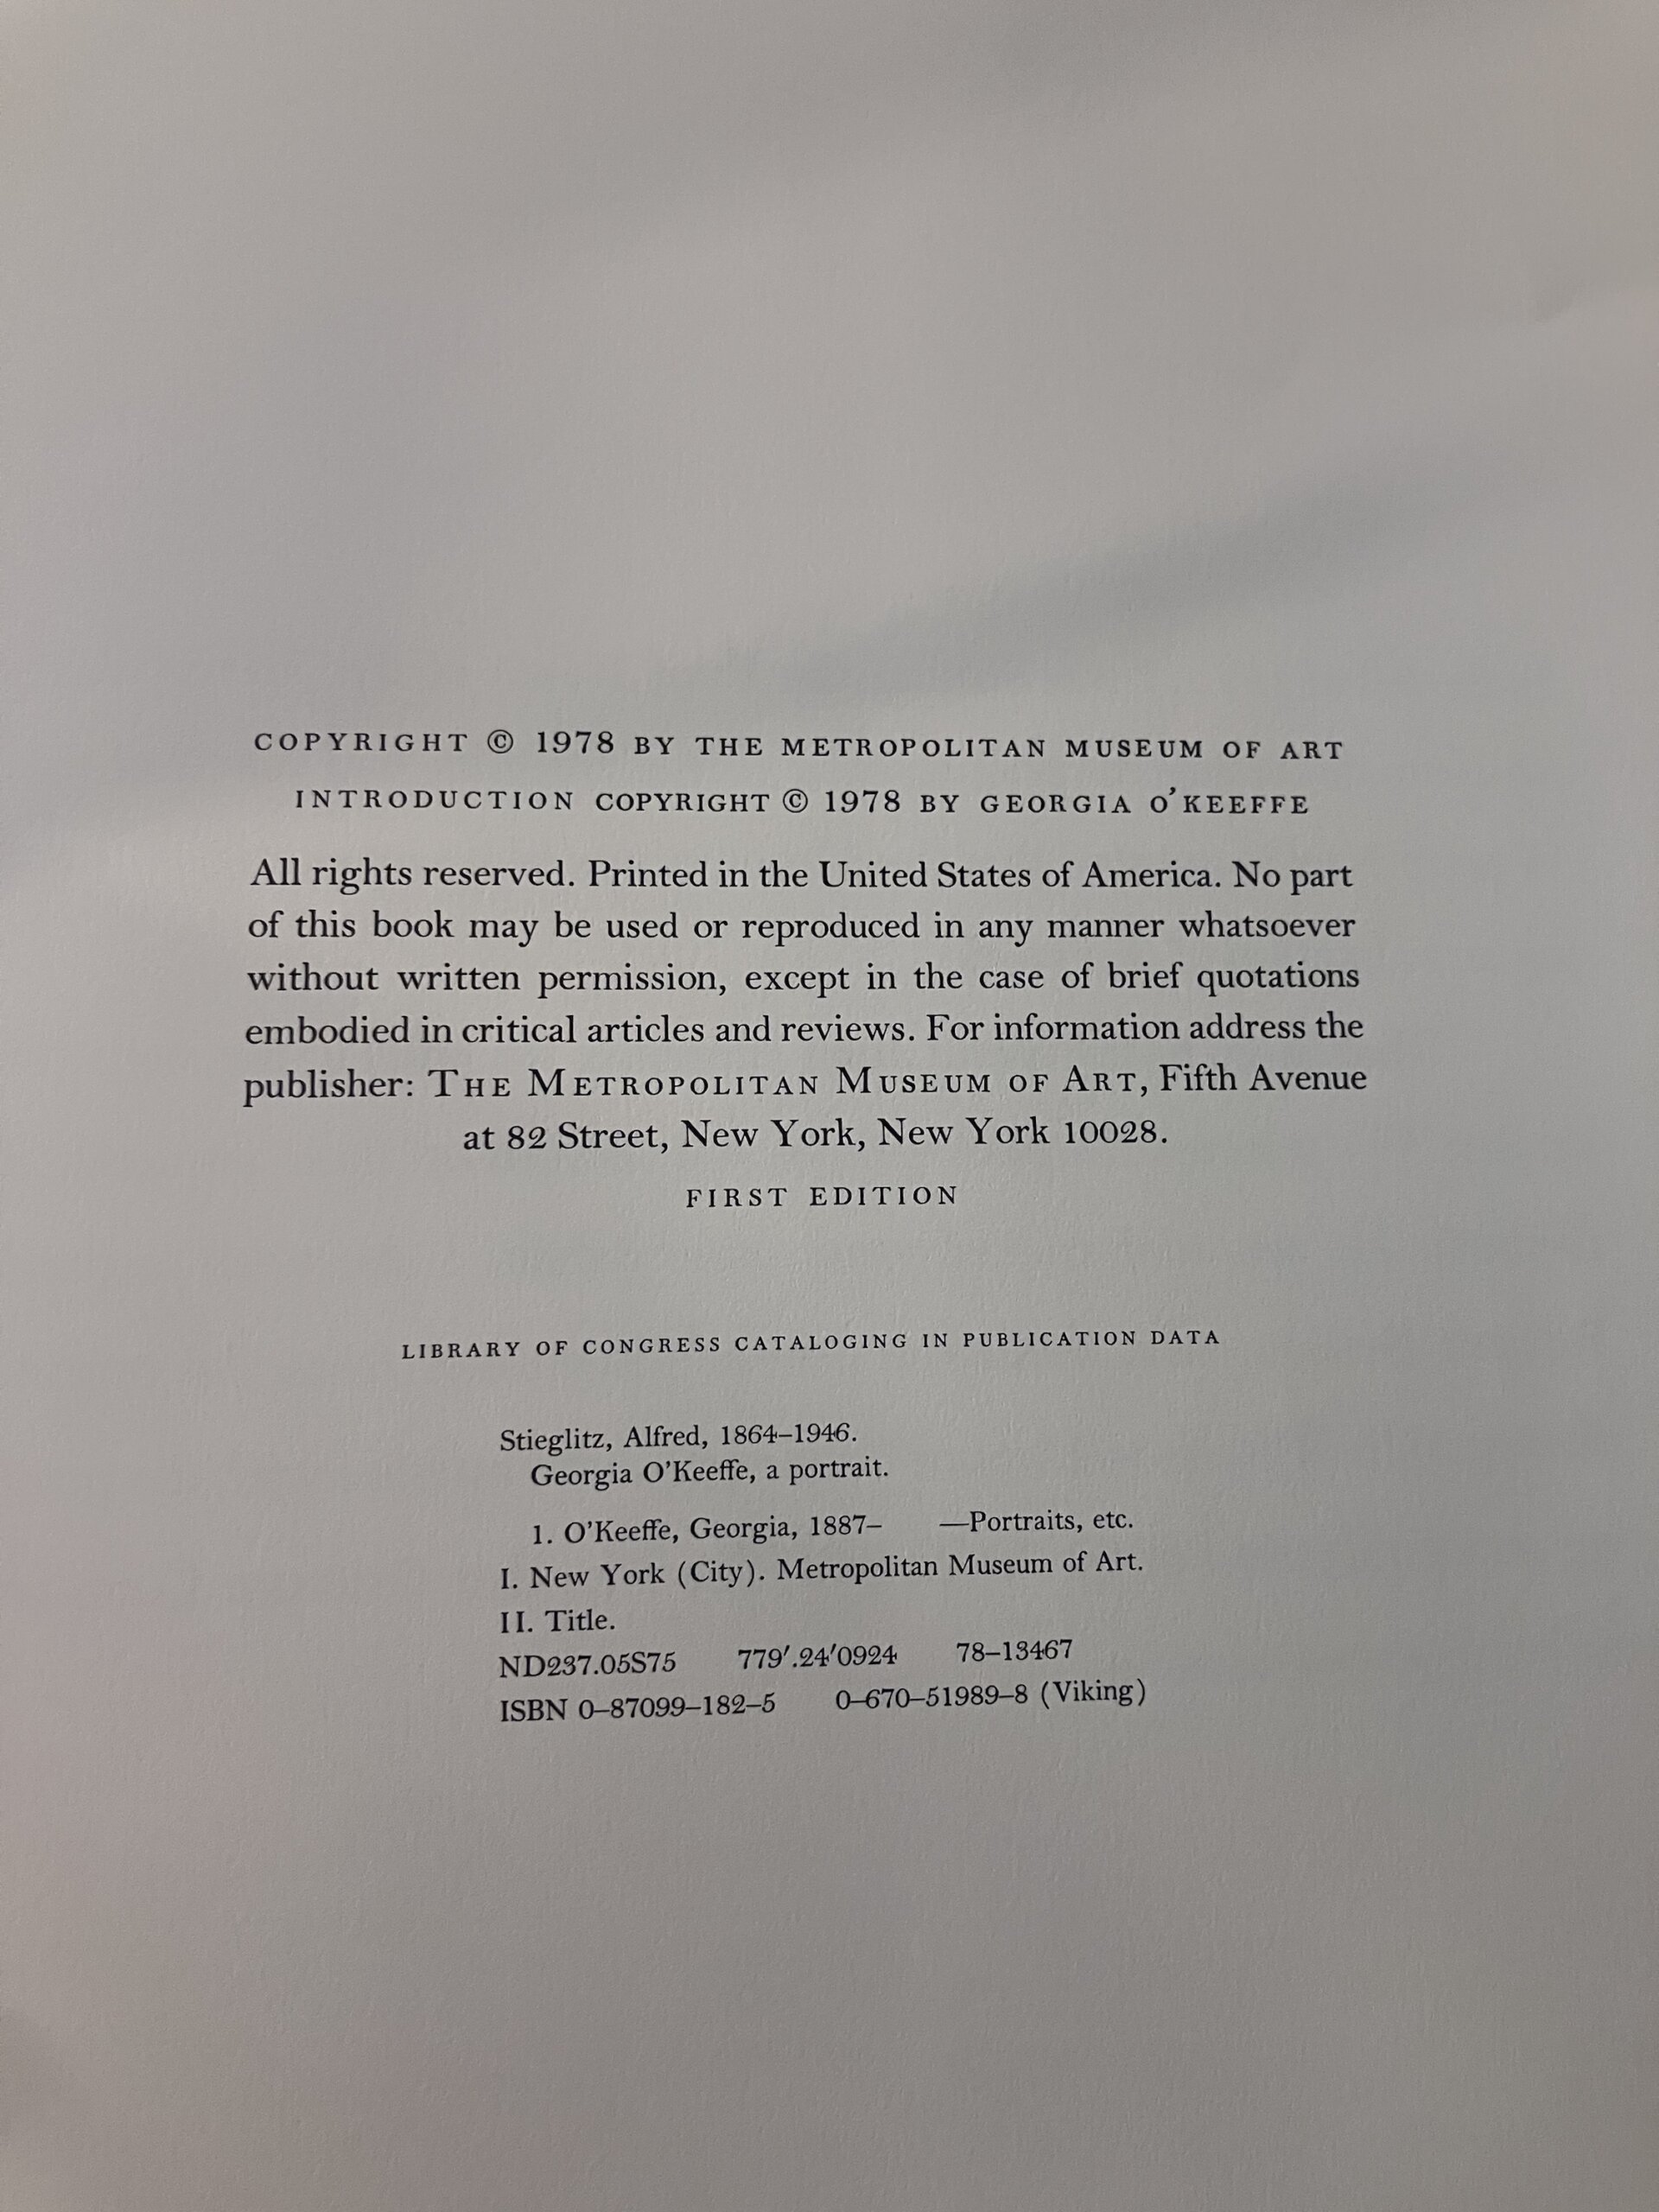 COPYRIGHT © 1978 BY THE METROPOLITAN MUSEUM OF ART
INTRODUCTION COPYRIGHT © 1978 BY GEORGIA O'KEEFFE
All rights reserved. Printed in the United States of America. No part
of this book may be used or reproduced in any manner whatsoever
without written permission, except in the case of brief quotations
embodied in critical articles and reviews. For information address the
publisher: THE METROPOLITAN MUSEUM OF ART, Fifth Avenue
at 82 Street, New York, New York 10028.
FIRST EDITION
LIBRARY OF CONGRESS CATALOGING IN PUBLICATION DATA
Stieglitz, Alfred, 1864–1946.
Georgia O'Keeffe, a portrait.
1. O'Keeffe, Georgia, 1887– —Portraits, etc.
I. New York (City). Metropolitan Museum of Art.
II. Title.
ND237.05S75 779′.24′0924 78–13467
ISBN 0–87099–182–5 0–670–51989–8 (Viking)